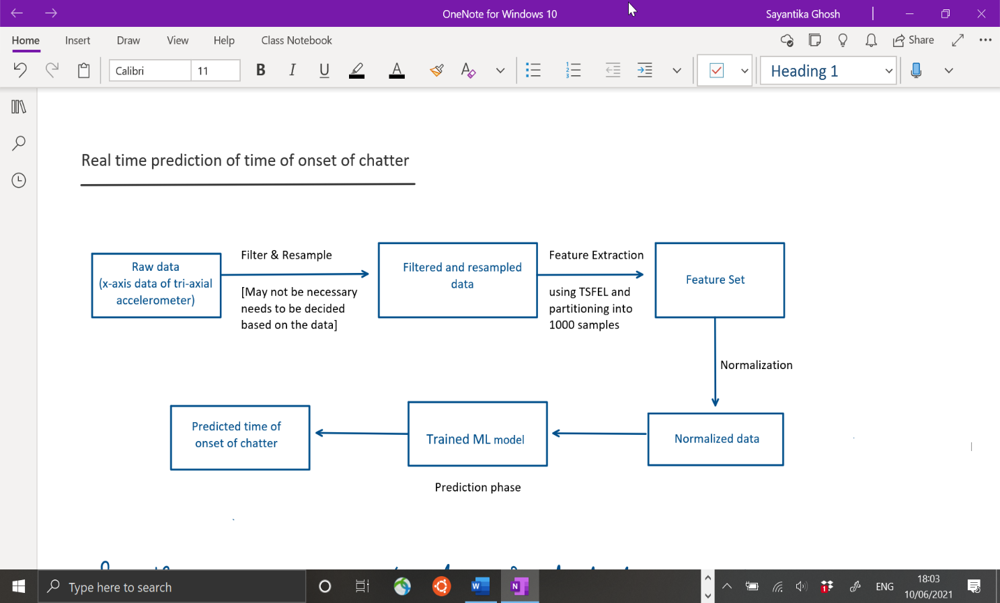 OneNote for Windows 10
Sayantika Ghosh
Home Insert Draw View Help Class Notebook
Share
Calibri 11 B I U A A
Heading 1
Real time prediction of time of onset of chatter
Raw data
(x-axis data of tri-axial
accelerometer)
Filter & Resample
[May not be necessary
needs to be decided
based on the data]
Filtered and resampled
data
Feature Extraction
using TSFEL and
partitioning into
1000 samples
Feature Set
Normalization
Predicted time of
onset of chatter
Trained ML model
Normalized data
Prediction phase
Type here to search
W
N
1
ENG
18:03
10/06/2021